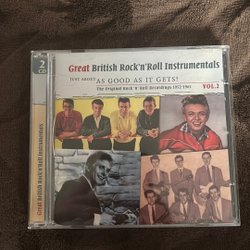 Great British Rock'n'Roll Instrumentals
JUST ABOUT AS GOOD AS IT GETS!
The Original Rock 'n' Roll Recordings 1952-1961
VOL.2
2
CD
Great British Rock'n'Roll Instrumentals